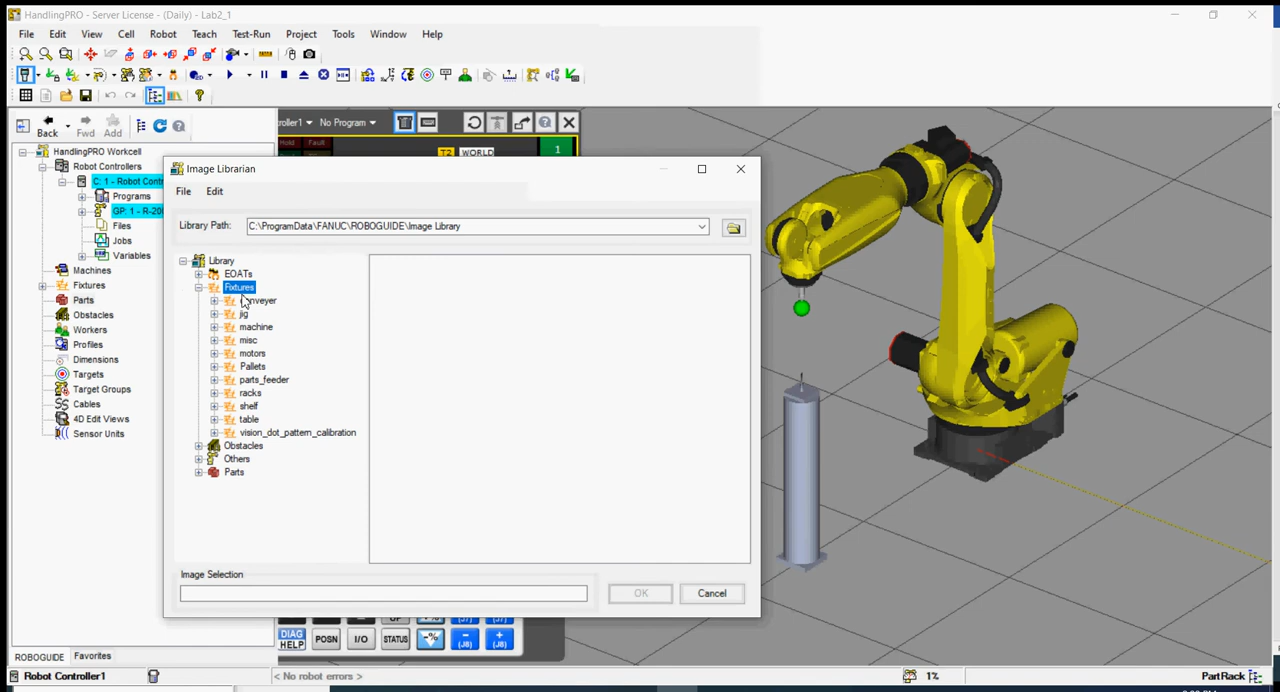 HandlingPRO - Server License - (Daily) - Lab2_1
File Edit View Cell Robot Teach Test-Run Project Tools Window Help
Back Fwd Add
HandlingPRO Workcell
Robot Controllers
C: 1 - Robot Contr
Programs
GP: 1 - R-200
Files
Jobs
Variables
Machines
Fixtures
Parts
Obstacles
Workers
Profiles
Dimensions
Targets
Target Groups
Cables
4D Edit Views
Sensor Units
ROBOGUIDE Favorites
oller1 No Program
Hold Fault
T2 WORLD
1
Image Librarian
File Edit
Library Path: C:\ProgramData\FANUC\ROBOGUIDE\Image Library
Library
EOATs
Fixtures
nveyer
jig
machine
misc
motors
Pallets
parts_feeder
racks
shelf
table
vision_dot_pattern_calibration
Obstacles
Others
Parts
Image Selection
OK Cancel
(J7) (J7)
DIAG HELP POSN I/O STATUS -% - (J8) + (J8)
Robot Controller1 < No robot errors > 1% PartRack